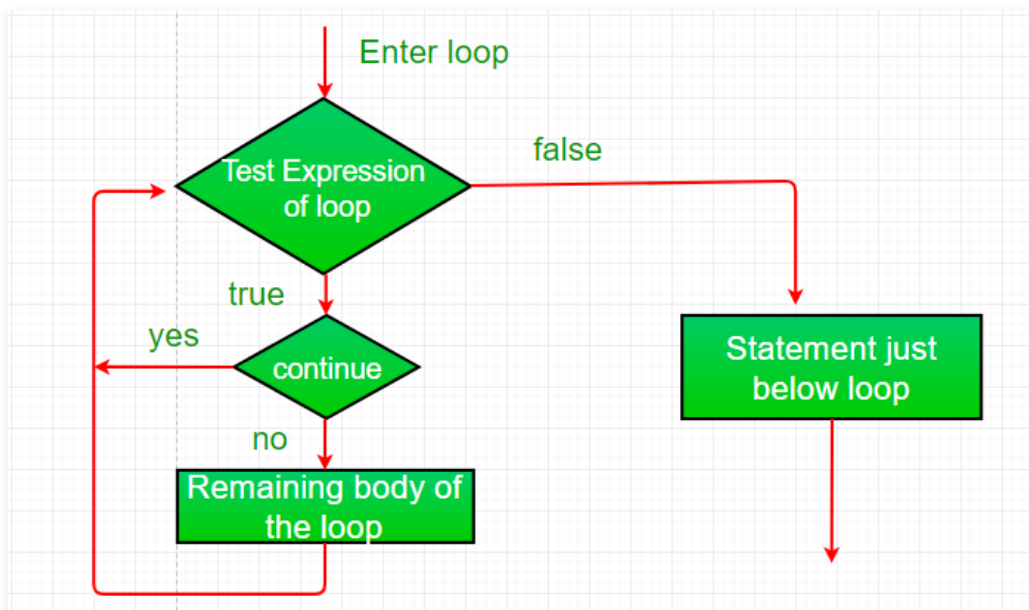 Enter loop
false
Test Expression
of loop
true
yes
continue
Statement just
below loop
no
Remaining body of
the loop